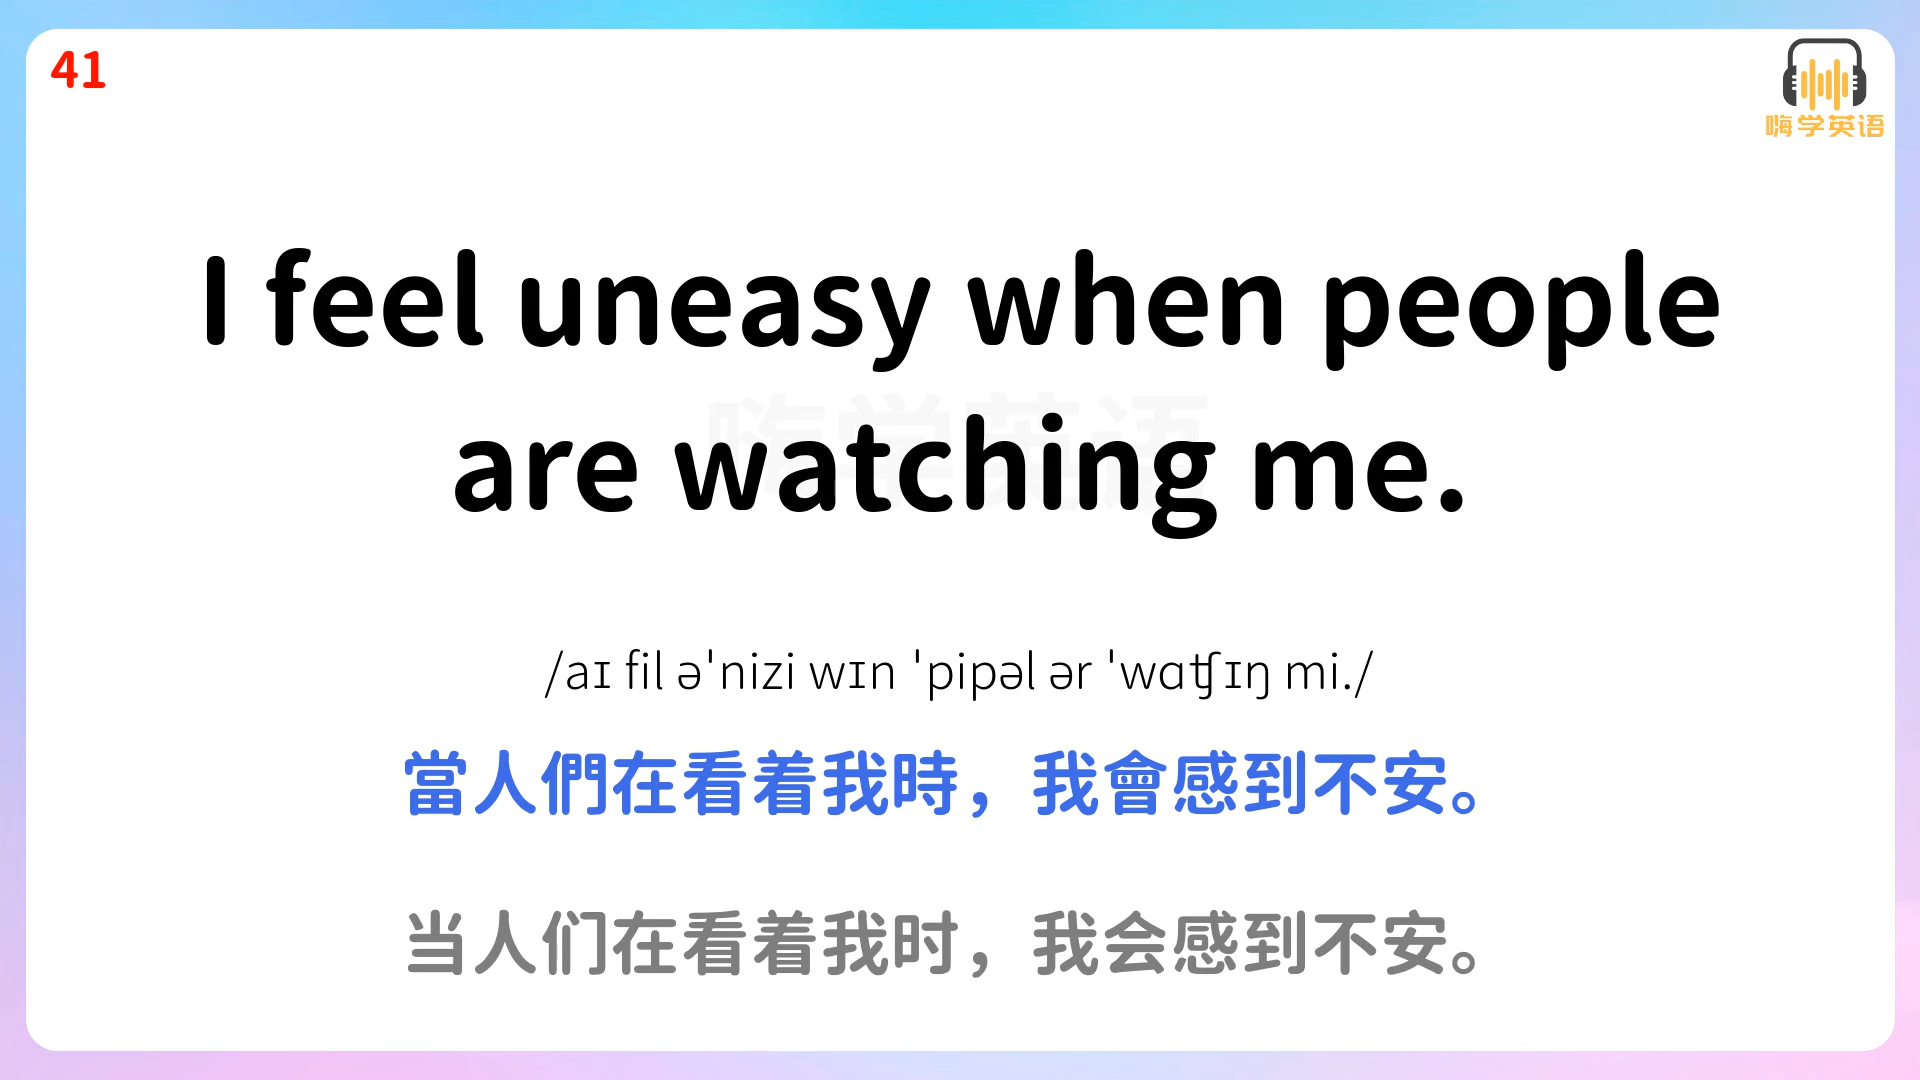 41
嗨学英语
I feel uneasy when people
are watching me.
/aɪ fil əˈnizi wɪn ˈpipəl ər ˈwɑʧɪŋ mi./
當人們在看着我時，我會感到不安。
当人们在看着我时，我会感到不安。